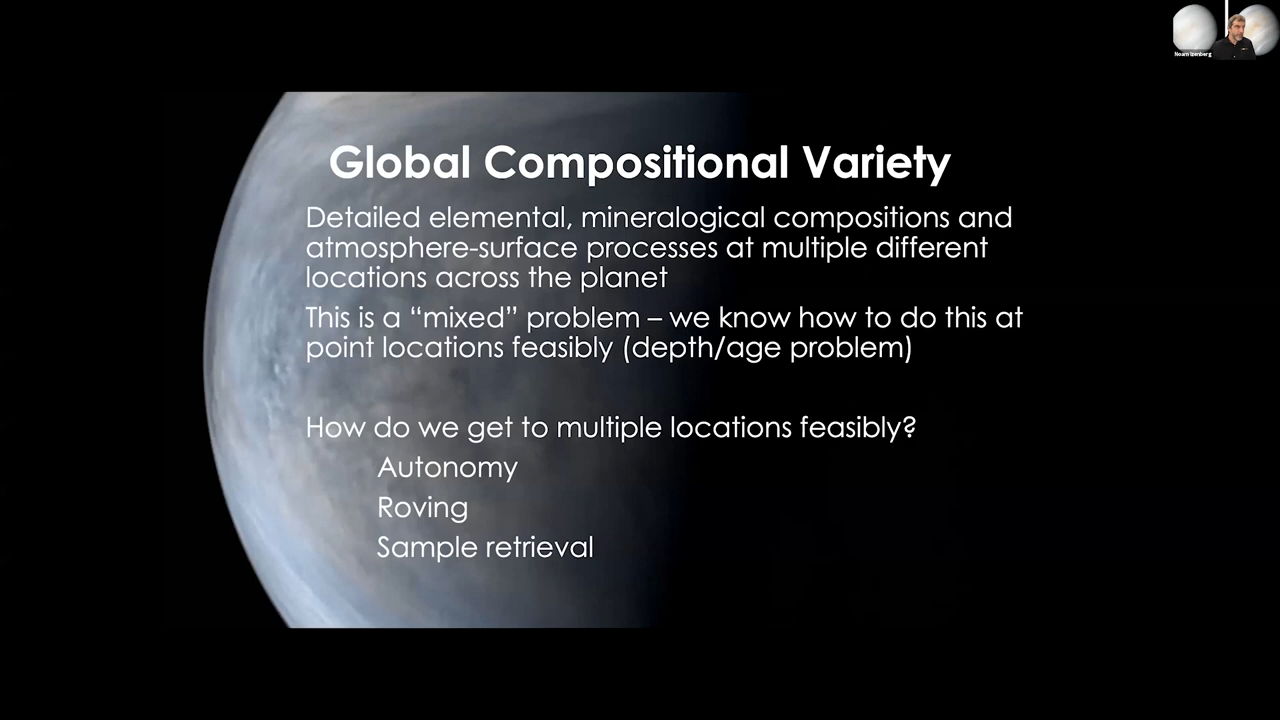 Noam Izenberg
Global Compositional Variety
Detailed elemental, mineralogical compositions and
atmosphere-surface processes at multiple different
locations across the planet
This is a “mixed” problem – we know how to do this at
point locations feasibly (depth/age problem)
How do we get to multiple locations feasibly?
Autonomy
Roving
Sample retrieval